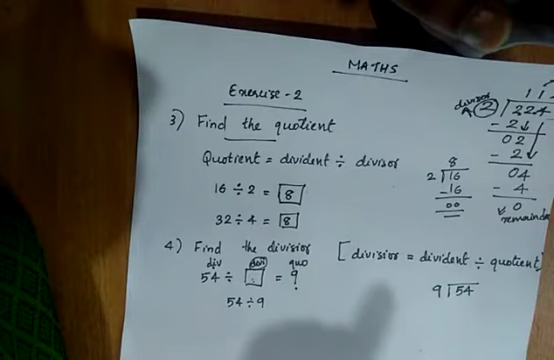 MATHS
Exercise - 2
3) Find the quotient
Quotient = divident ÷ divisor
16 ÷ 2 = 8
32 ÷ 4 = 8
8
2 16
-16
00
divisor
2 224
- 2
02
- 2
04
- 4
0
remainder
4) Find the divisior [ divisior = divident ÷ quotient]
div quo
54 ÷ = 9
54 ÷ 9
9 54